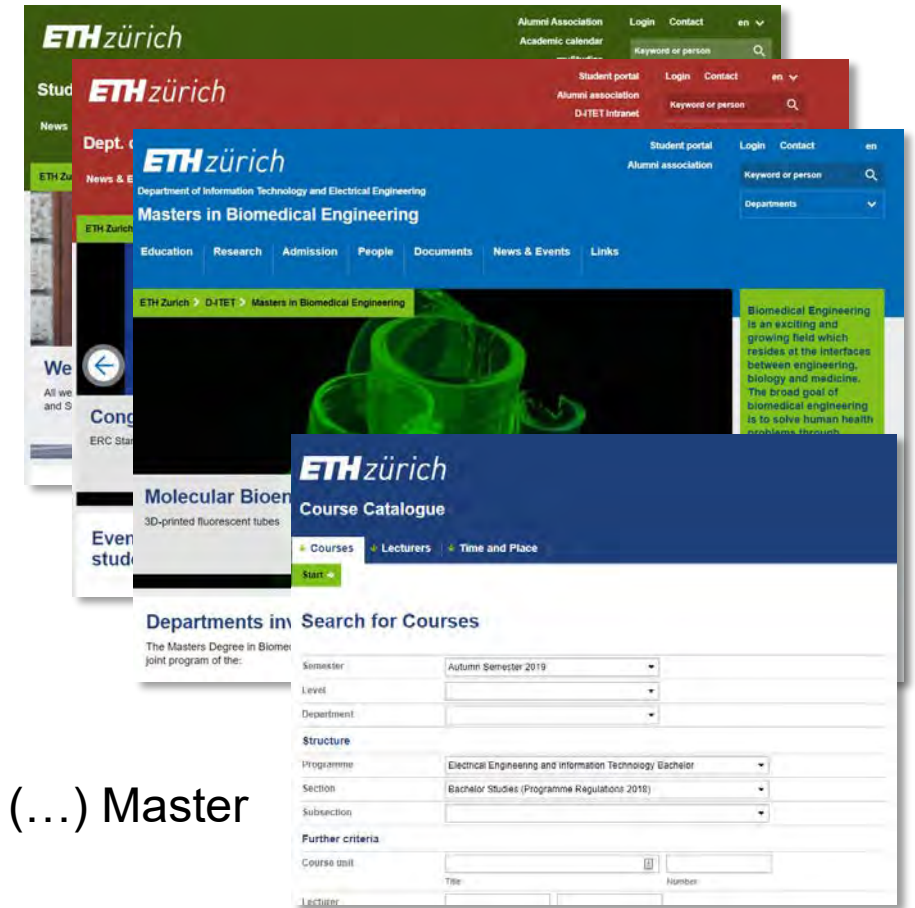 ETH zürich
Alumni Association Login Contact en
Academic calendar
Keyword or person
Stud
News
ETH Zu
We
All we
and S
ETH zürich
Student portal Login Contact en
Alumni association
Keyword or person
D-ITET Intranet
Dept.
News & E
ETH Zurich
Cong
ERC Star
Even
stude
ETH zürich
Student portal Login Contact en
Alumni association
Keyword or person
Department of Information Technology and Electrical Engineering
Masters in Biomedical Engineering
Departments
Education Research Admission People Documents News & Events Links
ETH Zurich > D-ITET > Masters in Biomedical Engineering
Biomedical Engineering
is an exciting and
growing field which
resides at the interfaces
between engineering,
biology and medicine.
The broad goal of
biomedical engineering
is to solve human health
problems through
Molecular Bioen
3D-printed fluorescent tubes
Departments inv
The Masters Degree in Biomed
joint program of the:
ETH zürich
Course Catalogue
Courses Lecturers Time and Place
Start
Search for Courses
Semester Autumn Semester 2019
Level
Department
Structure
Programme Electrical Engineering and Information Technology Bachelor
Section Bachelor Studies (Programme Regulations 2018)
Subsection
Further criteria
Course unit
Title Number
Lecturer
(…) Master